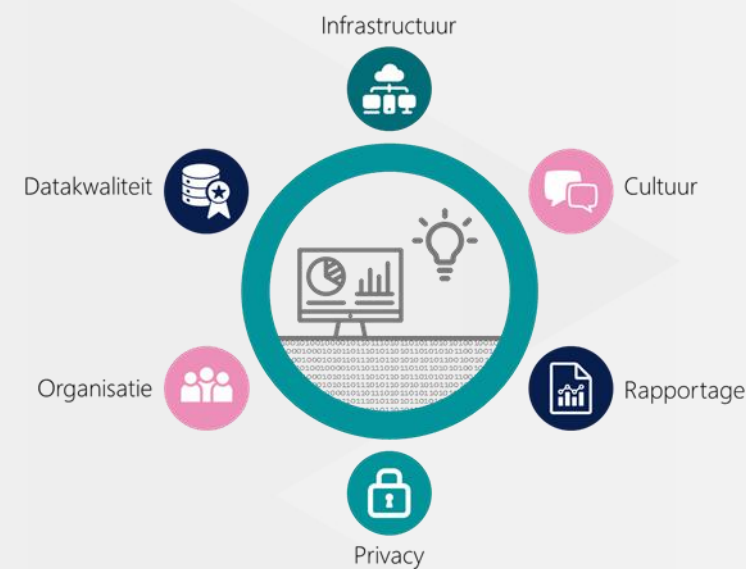 Infrastructuur
Datakwaliteit
Cultuur
Organisatie
Rapportage
Privacy